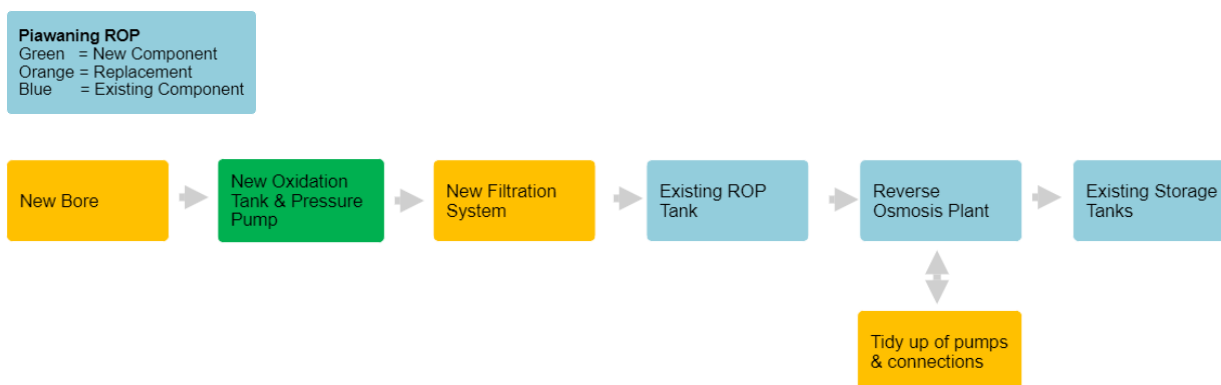 Piawaning ROP
Green = New Component
Orange = Replacement
Blue = Existing Component
New Bore
New Oxidation
Tank & Pressure
Pump
New Filtration
System
Existing ROP
Tank
Reverse
Osmosis Plant
Existing Storage
Tanks
Tidy up of pumps
& connections